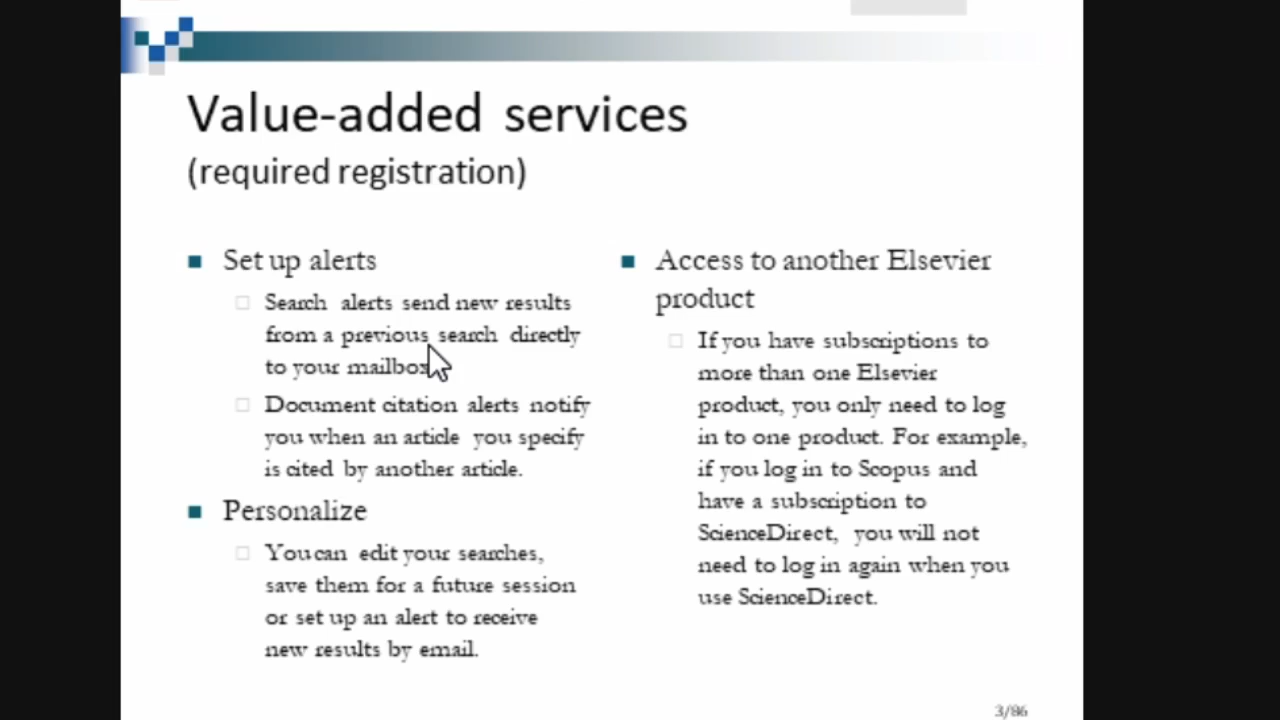 Value-added services
(required registration)
Set up alerts
Search alerts send new results
from a previous search directly
to your mailbox
Document citation alerts notify
you when an article you specify
is cited by another article.
Personalize
You can edit your searches,
save them for a future session
or set up an alert to receive
new results by email.
Access to another Elsevier
product
If you have subscriptions to
more than one Elsevier
product, you only need to log
in to one product. For example,
if you log in to Scopus and
have a subscription to
ScienceDirect, you will not
need to log in again when you
use ScienceDirect.
3/86